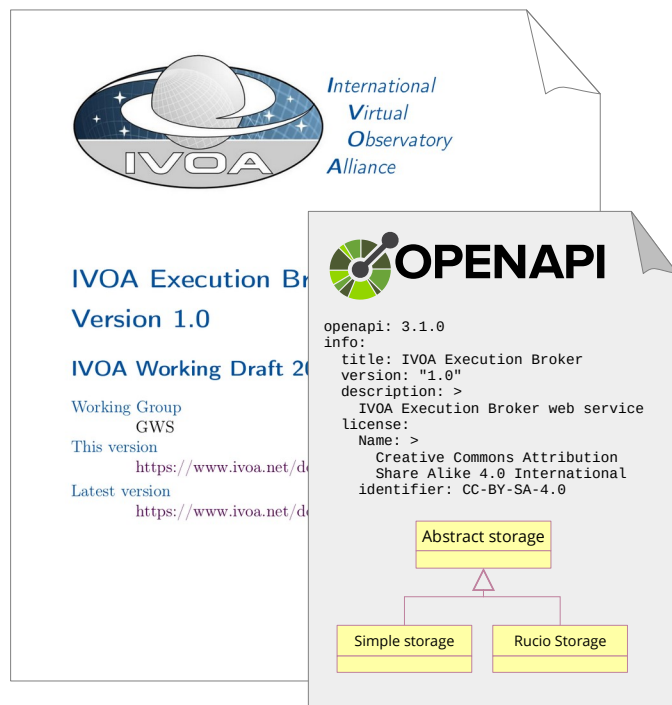 International
Virtual
Observatory
Alliance
IVOA
IVOA Execution Br
Version 1.0
IVOA Working Draft 20
Working Group
GWS
This version
https://www.ivoa.net/d
Latest version
https://www.ivoa.net/d
OPENAPI
openapi: 3.1.0
info:
  title: IVOA Execution Broker
  version: "1.0"
  description: >
    IVOA Execution Broker web service
  license:
    Name: >
      Creative Commons Attribution
      Share Alike 4.0 International
    identifier: CC-BY-SA-4.0
Abstract storage
Simple storage
Rucio Storage